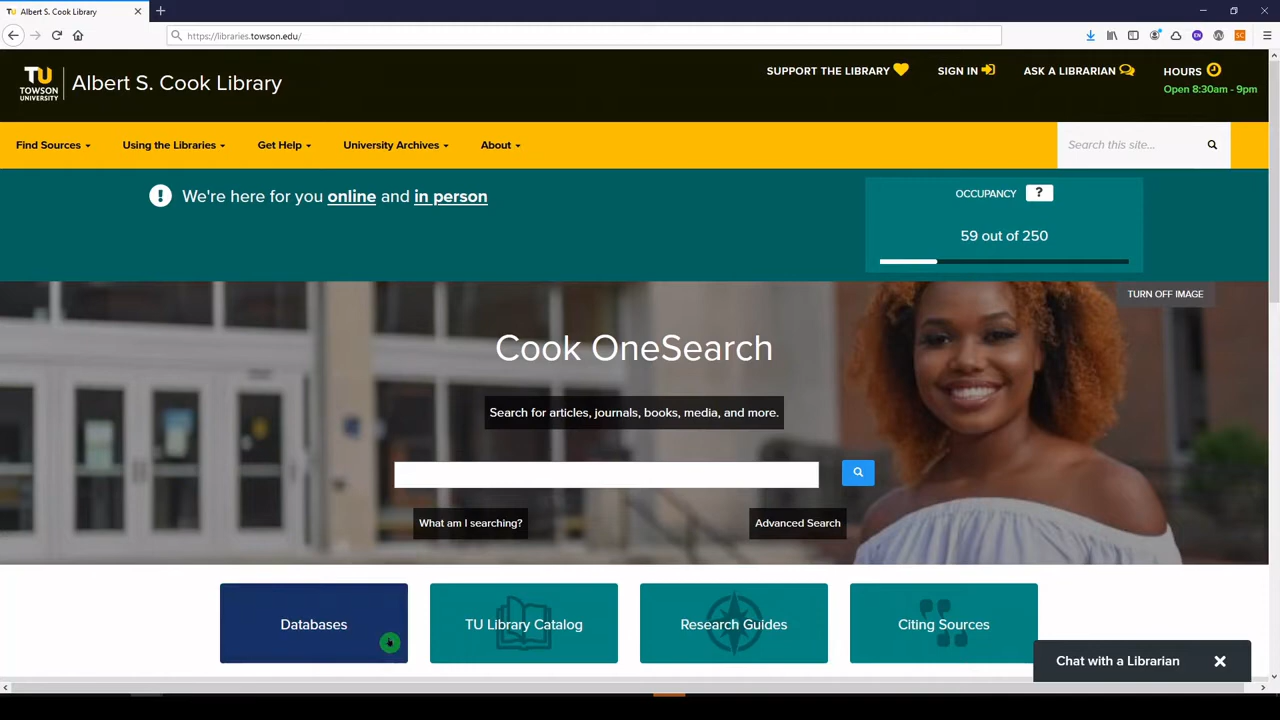 TU Albert S. Cook Library
https://libraries.towson.edu/
TU
TOWSON
UNIVERSITY
Albert S. Cook Library
SUPPORT THE LIBRARY
SIGN IN
ASK A LIBRARIAN
HOURS
Open 8:30am - 9pm
Find Sources
Using the Libraries
Get Help
University Archives
About
Search this site...
We're here for you online and in person
OCCUPANCY ?
59 out of 250
TURN OFF IMAGE
Cook OneSearch
Search for articles, journals, books, media, and more.
What am I searching?
Advanced Search
Databases
TU Library Catalog
Research Guides
Citing Sources
Chat with a Librarian